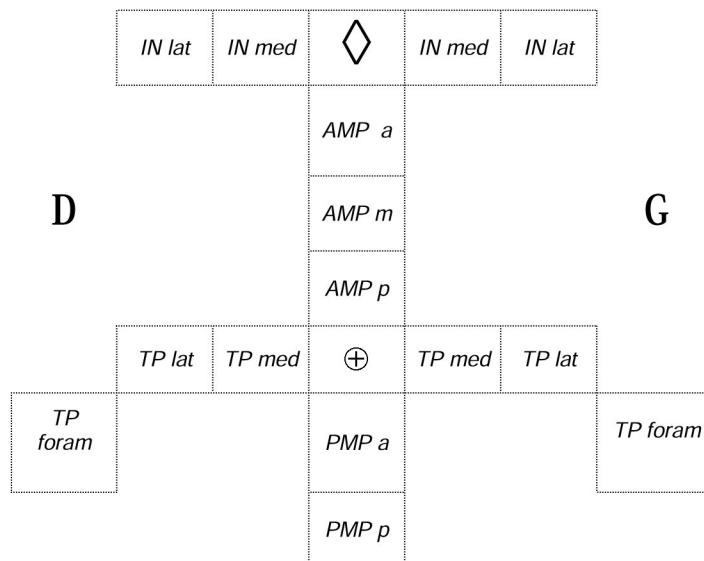 IN lat IN med IN med IN lat
AMP a
D AMP m G
AMP p
TP lat TP med TP med TP lat
TP
foram
PMP a
TP foram
PMP p